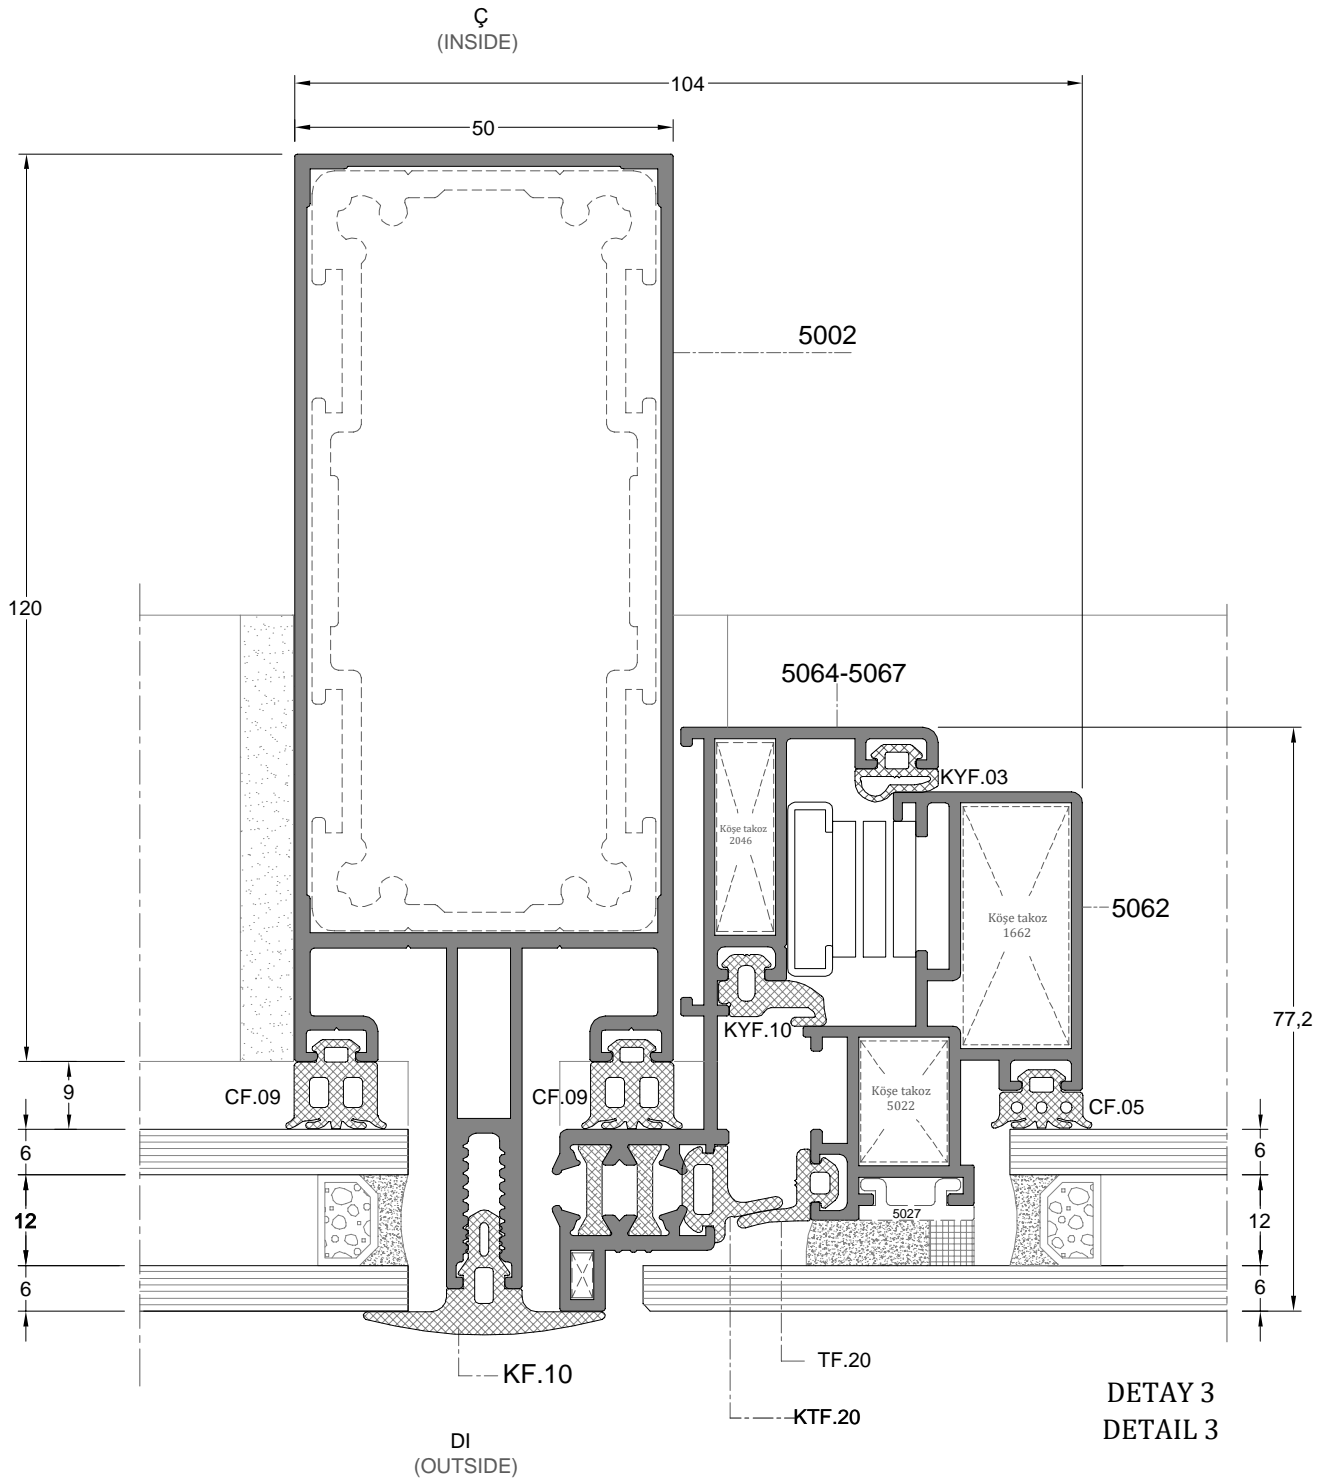 Ç
(INSIDE)
104
50
5002
120
5064-5067
KYF.03
Köşe takoz
2046
5062
Köşe takoz
1662
KYF.10
77,2
9
CF.09
CF.09
Köşe takoz
5022
CF.05
6
6
12
5027
12
6
6
TF.20
KF.10
KTF.20
DETAY 3
DETAIL 3
DI
(OUTSIDE)